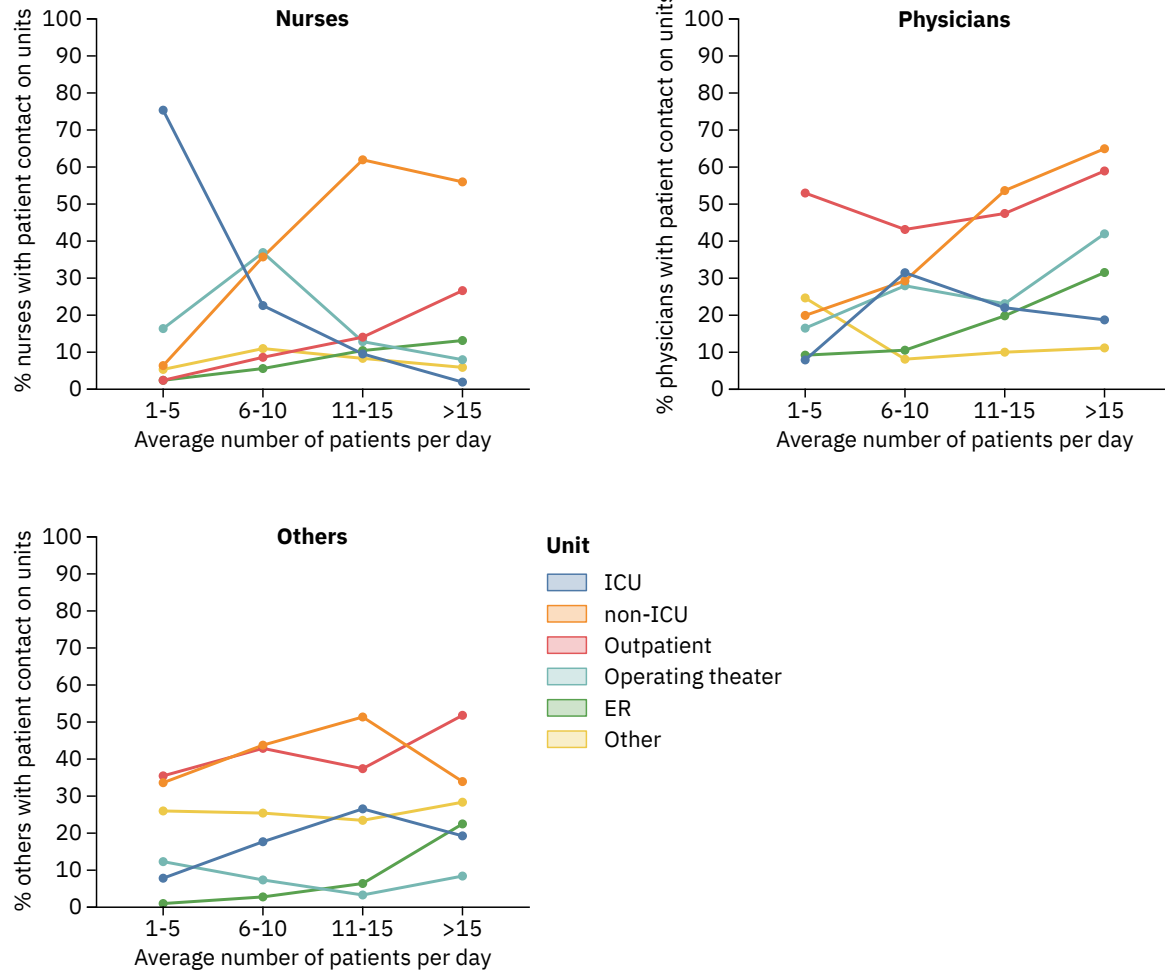 Nurses
% nurses with patient contact on units
100
90
80
70
60
50
40
30
20
10
0
1-5 6-10 11-15 >15
Average number of patients per day
Physicians
% physicians with patient contact on units
100
90
80
70
60
50
40
30
20
10
0
1-5 6-10 11-15 >15
Average number of patients per day
Others
% others with patient contact on units
100
90
80
70
60
50
40
30
20
10
0
1-5 6-10 11-15 >15
Average number of patients per day
Unit
ICU
non-ICU
Outpatient
Operating theater
ER
Other